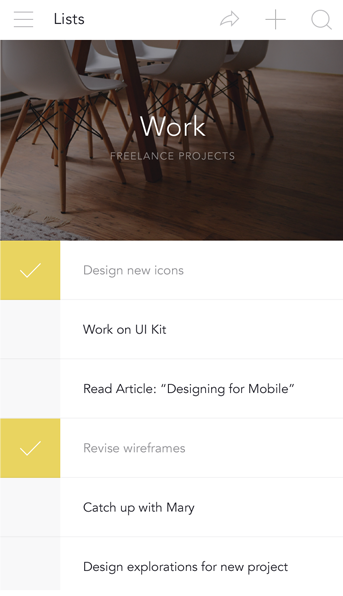 Lists
Work
FREELANCE PROJECTS
Design new icons
Work on UI Kit
Read Article: “Designing for Mobile”
Revise wireframes
Catch up with Mary
Design explorations for new project